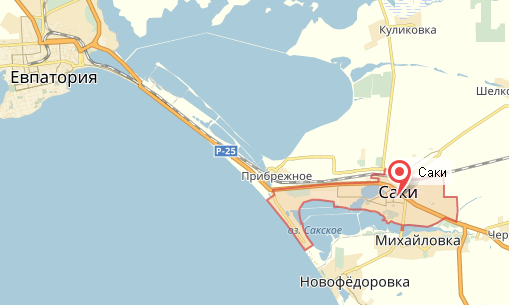 Куликовка
Евпатория
Шелко
Р-25
Прибрежное
Саки
Саки
оз. Сакское
Михайловка
Чер
Новофёдоровка